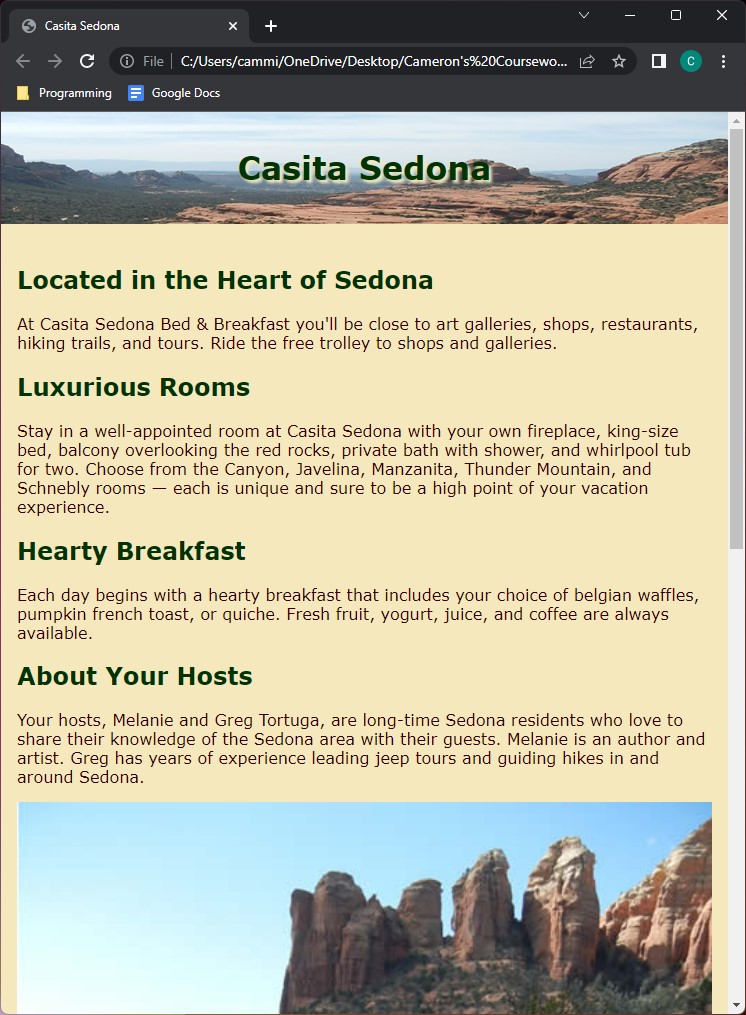 Casita Sedona
File
C:/Users/cammi/OneDrive/Desktop/Cameron's%20Coursewo...
C
Programming
Google Docs
Casita Sedona
Located in the Heart of Sedona
At Casita Sedona Bed & Breakfast you'll be close to art galleries, shops, restaurants,
hiking trails, and tours. Ride the free trolley to shops and galleries.
Luxurious Rooms
Stay in a well-appointed room at Casita Sedona with your own fireplace, king-size
bed, balcony overlooking the red rocks, private bath with shower, and whirlpool tub
for two. Choose from the Canyon, Javelina, Manzanita, Thunder Mountain, and
Schnebly rooms — each is unique and sure to be a high point of your vacation
experience.
Hearty Breakfast
Each day begins with a hearty breakfast that includes your choice of belgian waffles,
pumpkin french toast, or quiche. Fresh fruit, yogurt, juice, and coffee are always
available.
About Your Hosts
Your hosts, Melanie and Greg Tortuga, are long-time Sedona residents who love to
share their knowledge of the Sedona area with their guests. Melanie is an author and
artist. Greg has years of experience leading jeep tours and guiding hikes in and
around Sedona.